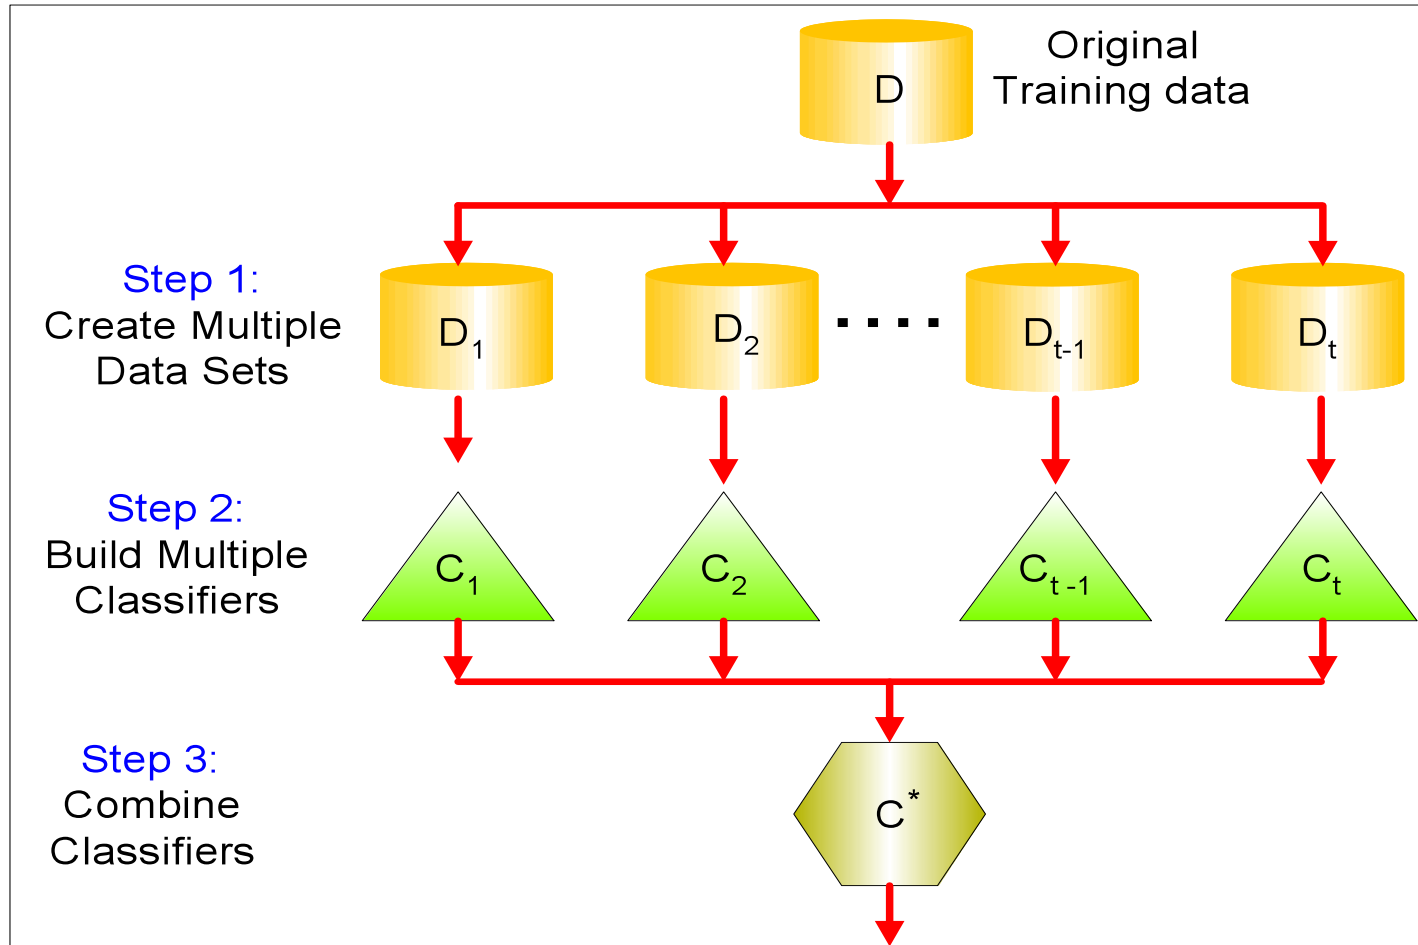 D
Original
Training data
Step 1:
Create Multiple
Data Sets
D1
D2
....
Dt-1
Dt
Step 2:
Build Multiple
Classifiers
C1
C2
Ct-1
Ct
Step 3:
Combine
Classifiers
C*